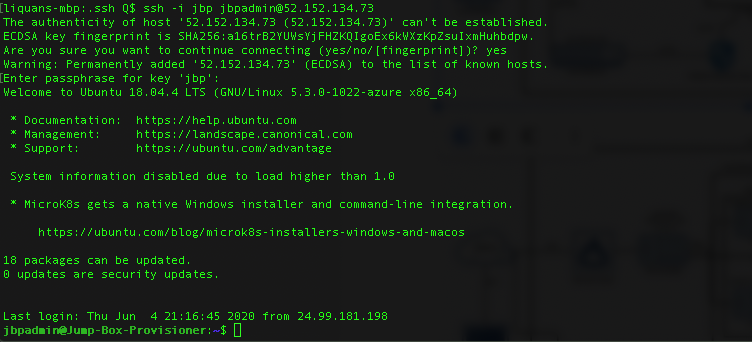 [liquans-mbp:.ssh Q$ ssh -i jbp jbpadmin@52.152.134.73
The authenticity of host '52.152.134.73 (52.152.134.73)' can't be established.
ECDSA key fingerprint is SHA256:a16trB2YUWsYjFHZKQIgoEx6kWXzKpZsuIxmHuhbdpw.
Are you sure you want to continue connecting (yes/no/[fingerprint])? yes
Warning: Permanently added '52.152.134.73' (ECDSA) to the list of known hosts.
[Enter passphrase for key 'jbp':
Welcome to Ubuntu 18.04.4 LTS (GNU/Linux 5.3.0-1022-azure x86_64)
* Documentation: https://help.ubuntu.com
* Management: https://landscape.canonical.com
* Support: https://ubuntu.com/advantage
System information disabled due to load higher than 1.0
* MicroK8s gets a native Windows installer and command-line integration.
https://ubuntu.com/blog/microk8s-installers-windows-and-macos
18 packages can be updated.
0 updates are security updates.
Last login: Thu Jun  4 21:16:45 2020 from 24.99.181.198
jbpadmin@Jump-Box-Provisioner:~$